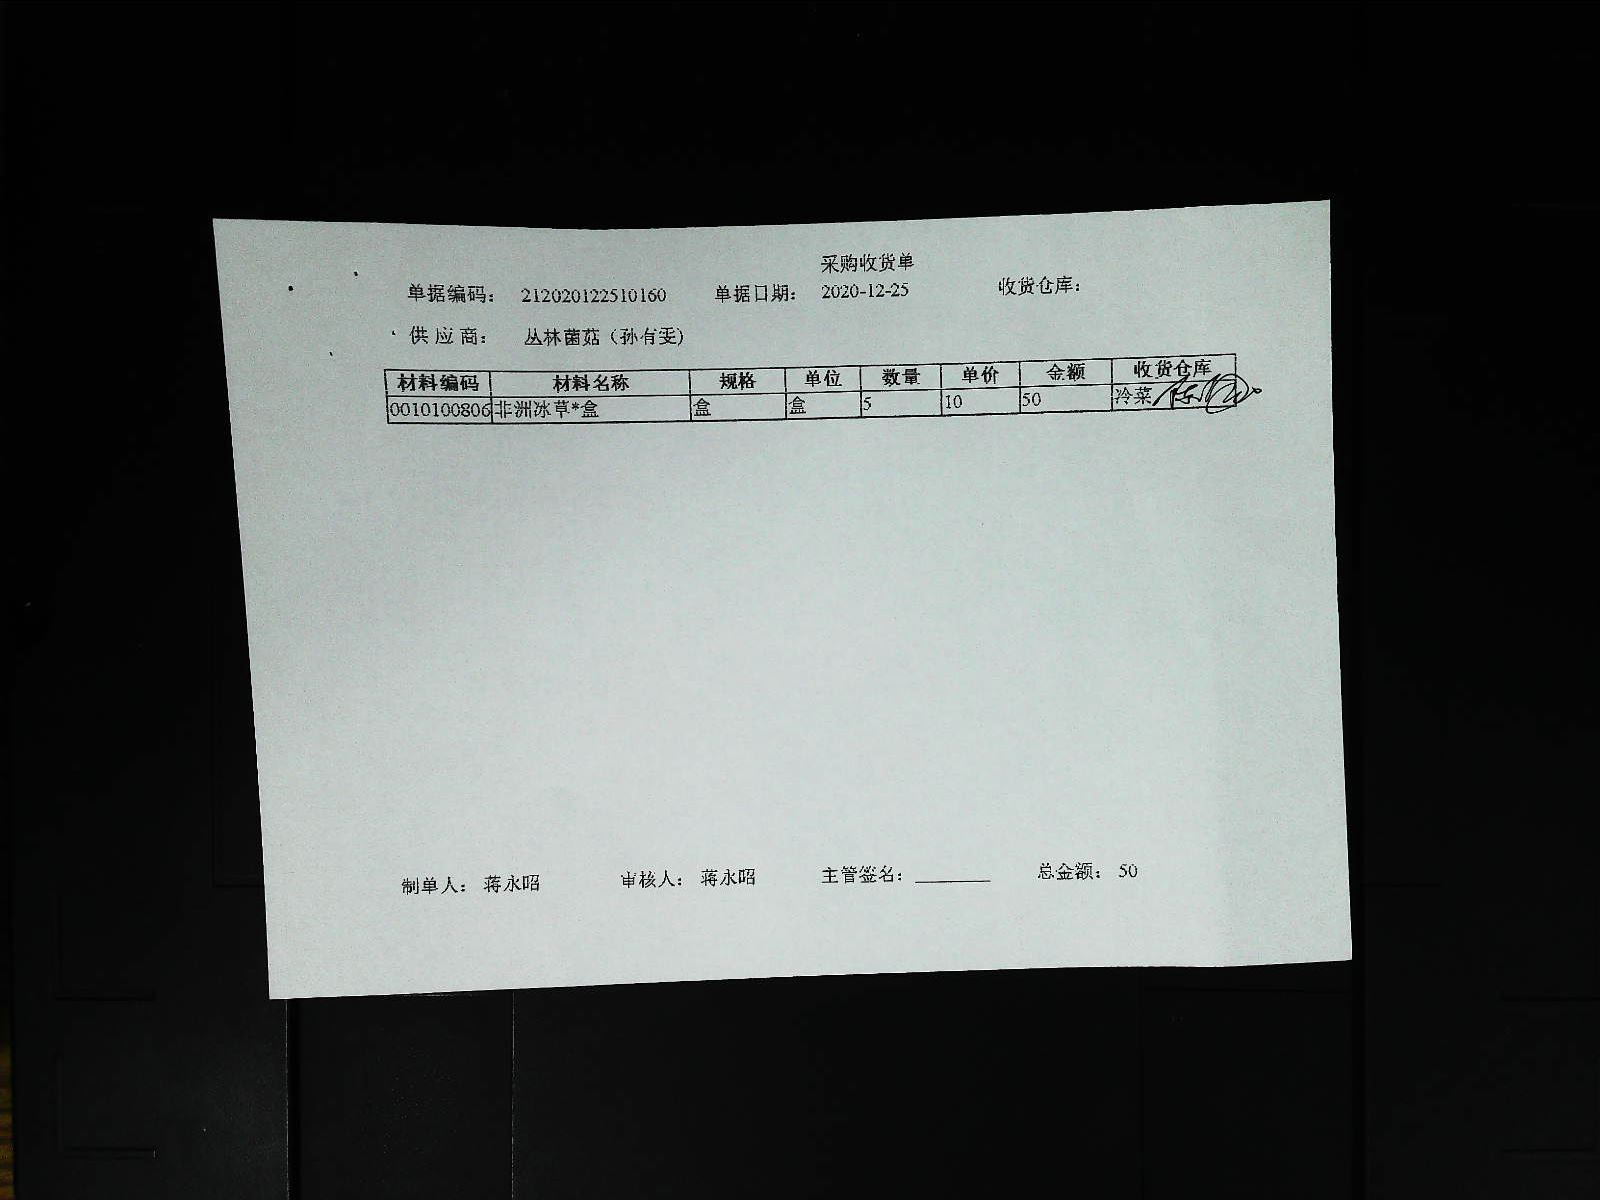 采购收货单
单据编码： 212020122510160 单据日期： 2020-12-25 收货仓库：
供 应 商： 丛林菌菇（孙有雯）
材料编码 材料名称 规格 单位 数量 单价 金额 收货仓库
0010100806 非洲冰草*盒 盒 盒 5 10 50 冷菜
制单人： 蒋永昭 审核人： 蒋永昭 主管签名： 总金额： 50